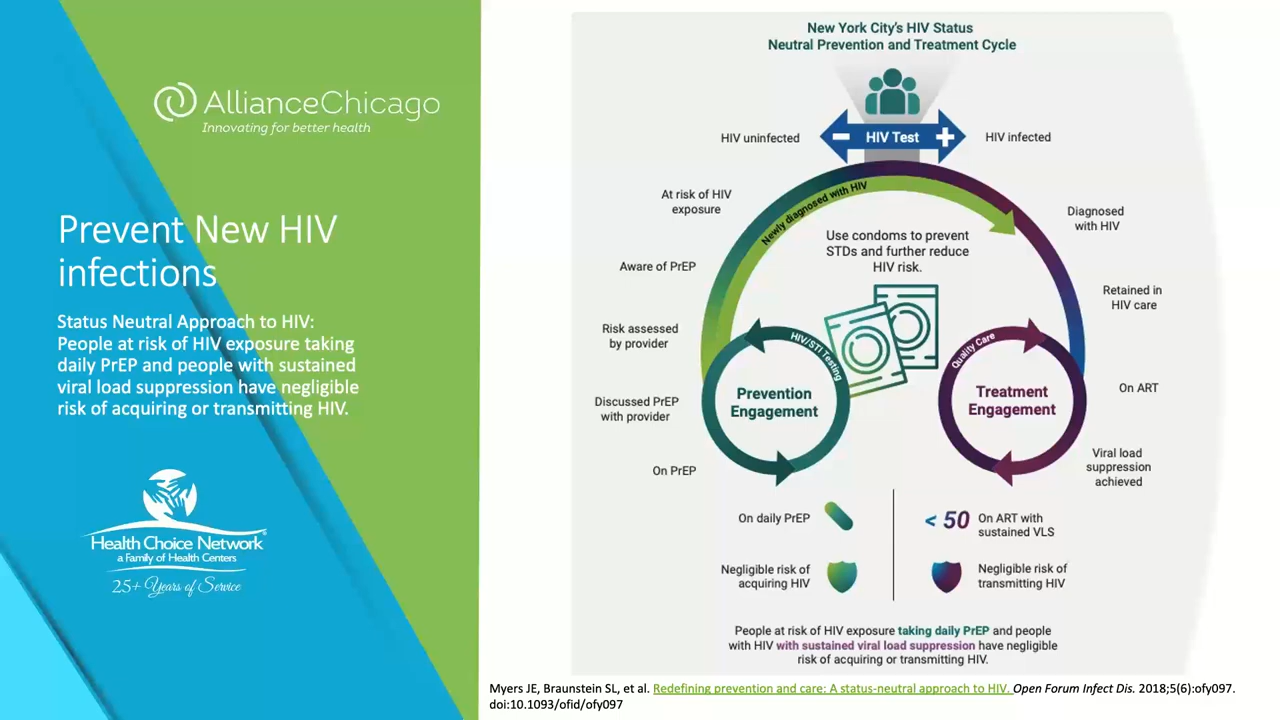 AllianceChicago
Innovating for better health
Prevent New HIV
infections
Status Neutral Approach to HIV:
People at risk of HIV exposure taking
daily PrEP and people with sustained
viral load suppression have negligible
risk of acquiring or transmitting HIV.
Health Choice Network®
a Family of Health Centers
25+ Years of Service
New York City's HIV Status
Neutral Prevention and Treatment Cycle
HIV uninfected
− HIV Test +
HIV infected
At risk of HIV
exposure
Aware of PrEP
Risk assessed
by provider
Discussed PrEP
with provider
On PrEP
Newly diagnosed with HIV
Use condoms to prevent
STDs and further reduce
HIV risk.
Diagnosed
with HIV
Retained in
HIV care
On ART
Viral load
suppression
achieved
HIV/STI Testing
Prevention
Engagement
Quality Care
Treatment
Engagement
On daily PrEP
Negligible risk of
acquiring HIV
< 50
On ART with
sustained VLS
Negligible risk of
transmitting HIV
People at risk of HIV exposure taking daily PrEP and people
with HIV with sustained viral load suppression have negligible
risk of acquiring or transmitting HIV.
Myers JE, Braunstein SL, et al. Redefining prevention and care: A status-neutral approach to HIV. Open Forum Infect Dis. 2018;5(6):ofy097.
doi:10.1093/ofid/ofy097